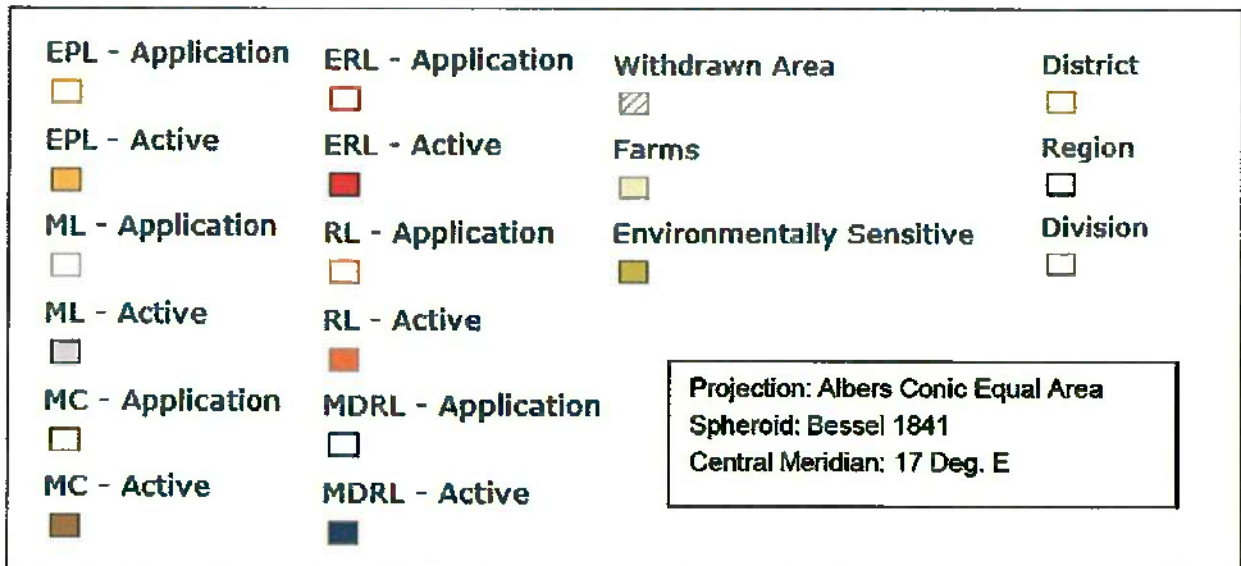 EPL - Application
EPL - Active
ML - Application
ML - Active
MC - Application
MC - Active
ERL - Application
ERL - Active
RL - Application
RL - Active
MDRL - Application
MDRL - Active
Withdrawn Area
Farms
Environmentally Sensitive
District
Region
Division
Projection: Albers Conic Equal Area
Spheroid: Bessel 1841
Central Meridian: 17 Deg. E